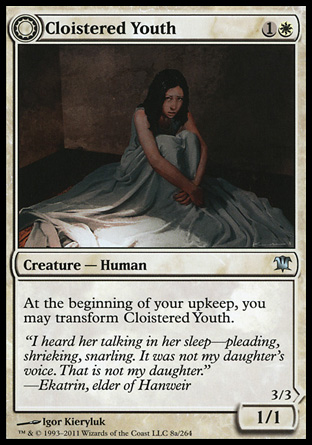 Cloistered Youth 1
Creature — Human
At the beginning of your upkeep, you
may transform Cloistered Youth.
“I heard her talking in her sleep—pleading,
shrieking, snarling. It was not my daughter’s
voice. That is not my daughter.”
—Ekatrin, elder of Hanweir
3/3
Igor Kieryluk
1/1
™ & © 1993–2011 Wizards of the Coast LLC 8a/264